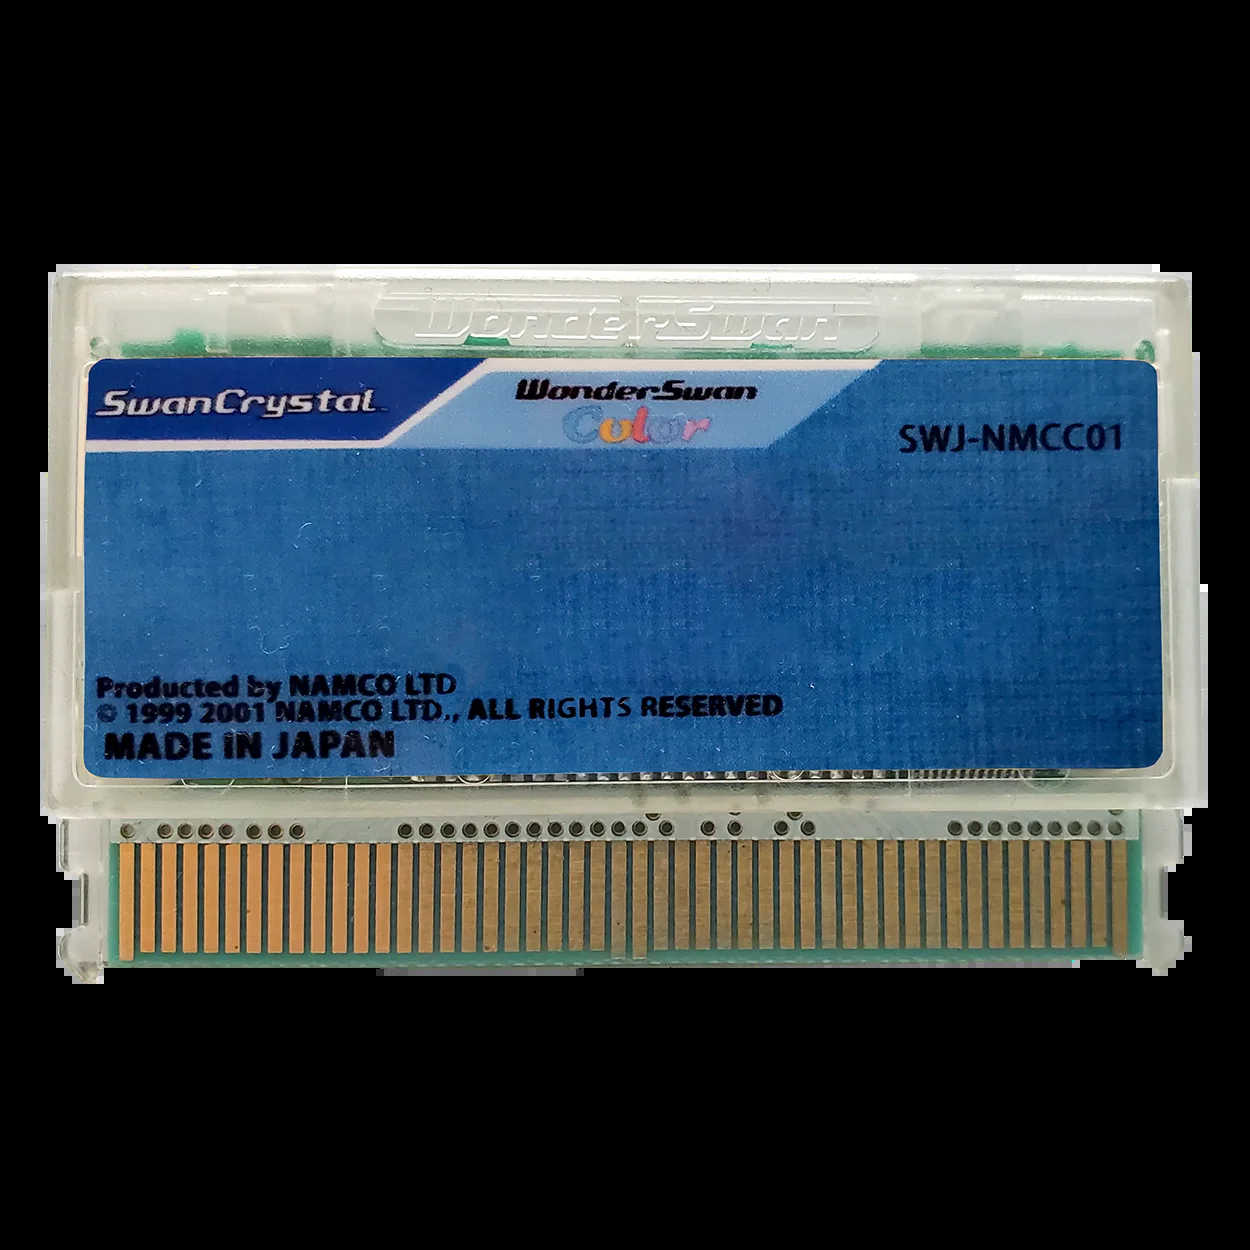 WonderSwan
SwanCrystal
WonderSwan
Color
SWJ-NMCC01
Producted by NAMCO LTD
© 1999 2001 NAMCO LTD., ALL RIGHTS RESERVED
MADE iN JAPAN